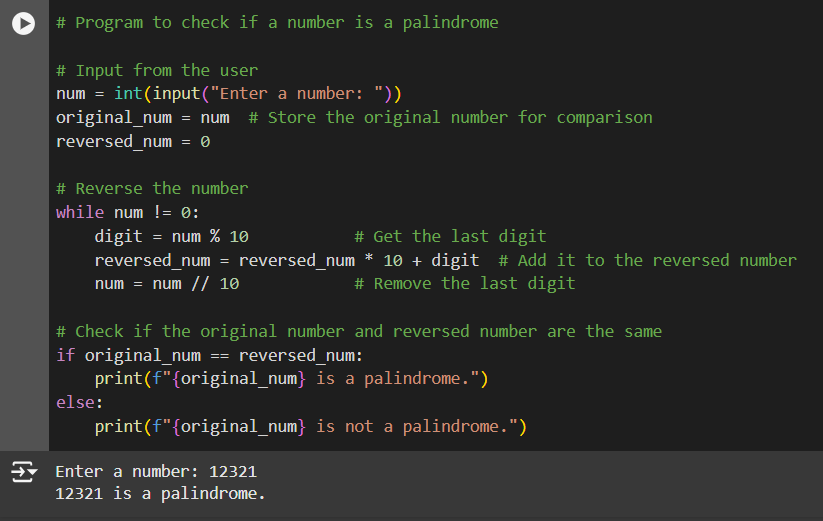 # Program to check if a number is a palindrome
# Input from the user
num = int(input("Enter a number: "))
original_num = num  # Store the original number for comparison
reversed_num = 0
# Reverse the number
while num != 0:
    digit = num % 10           # Get the last digit
    reversed_num = reversed_num * 10 + digit  # Add it to the reversed number
    num = num // 10            # Remove the last digit
# Check if the original number and reversed number are the same
if original_num == reversed_num:
    print(f"{original_num} is a palindrome.")
else:
    print(f"{original_num} is not a palindrome.")
Enter a number: 12321
12321 is a palindrome.